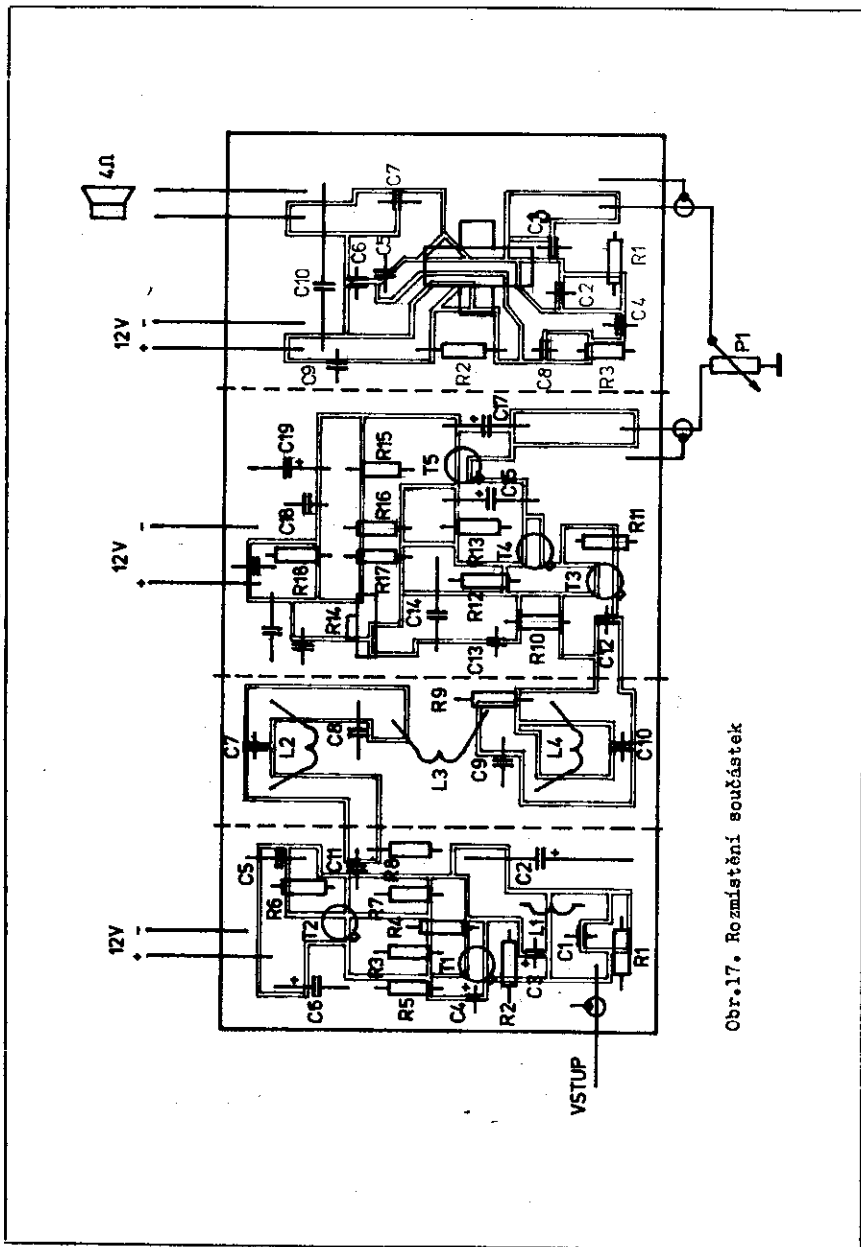 4Ω
12V - +
C10
C6
C5
C7
C9
R2
C8
R3
C3
C2
R1
C4
P1
12V - +
C19
C18
R18
R15
R16
R17
R14
C14
T5
C17
C15
R13
R12
T4
T3
R11
C13
R10
C12
C7
L2
C8
L3
R9
C9
L4
C10
12V - +
C5
R6
T2
C6
C11
R8
R7
R4
R3
R5
T1
C4
R2
C2
C3
L1
C1
R1
VSTUP
Obr.17. Rozmístění součástek